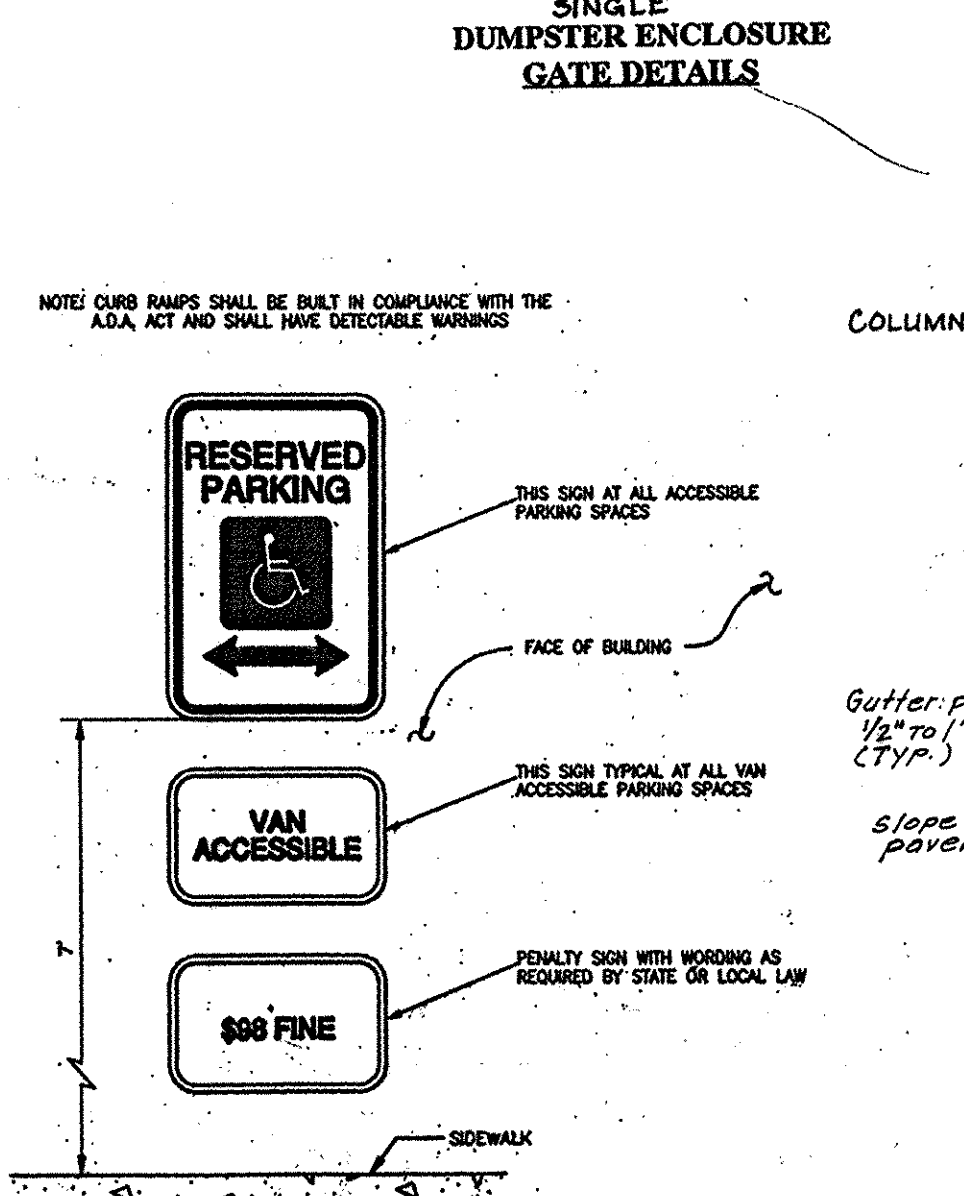 SINGLE
DUMPSTER ENCLOSURE
GATE DETAILS
NOTE: CURB RAMPS SHALL BE BUILT IN COMPLIANCE WITH THE
A.D.A. ACT AND SHALL HAVE DETECTABLE WARNINGS
COLUMN
RESERVED
PARKING
THIS SIGN AT ALL ACCESSIBLE
PARKING SPACES
FACE OF BUILDING
Gutter: P
1/2" TO 1"
(TYP.)
THIS SIGN TYPICAL AT ALL VAN
ACCESSIBLE PARKING SPACES
VAN
ACCESSIBLE
Slope
PENALTY SIGN WITH WORDING AS
REQUIRED BY STATE OR LOCAL LAW
$98 FINE
SIDEWALK